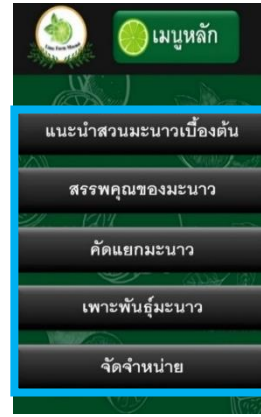 เมนูหลัก
แนะนำสวนมะนาวเบื้องต้น
สรรพคุณของมะนาว
คัดแยกมะนาว
เพาะพันธุ์มะนาว
จัดจำหน่าย